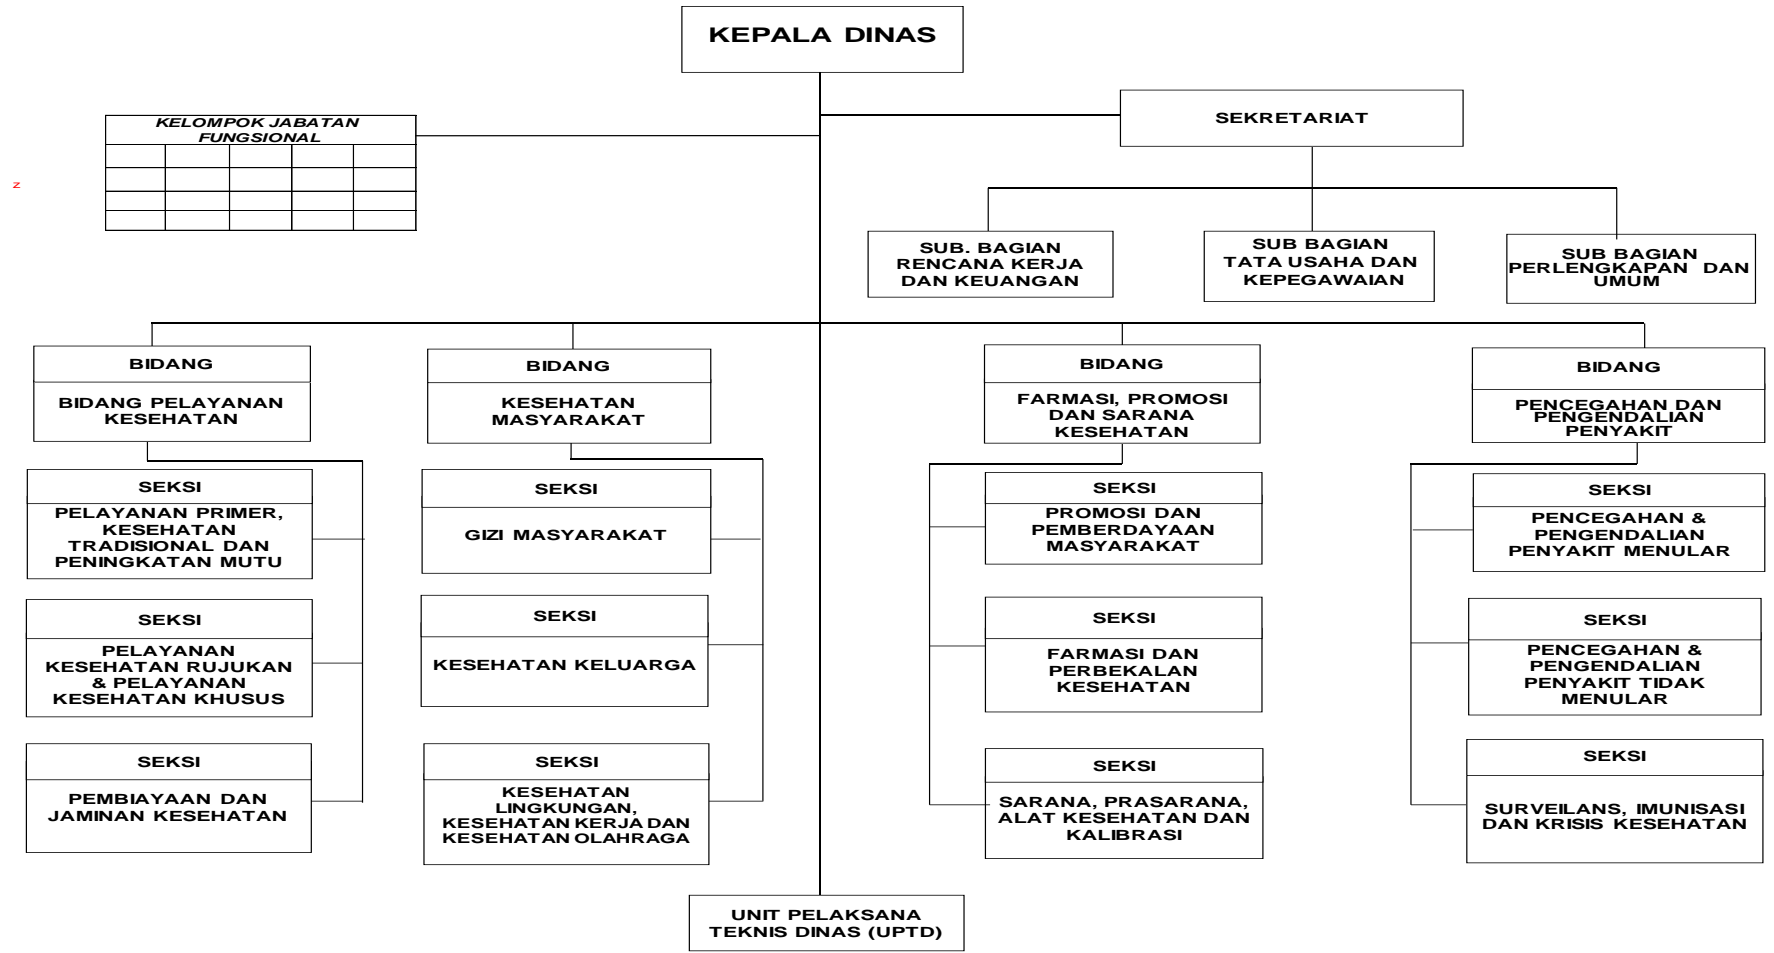 KEPALA DINAS
SEKRETARIAT
KELOMPOK JABATAN
FUNGSIONAL
z
SUB. BAGIAN
RENCANA KERJA
DAN KEUANGAN
SUB BAGIAN
TATA USAHA DAN
KEPEGAWAIAN
SUB BAGIAN
PERLENGKAPAN DAN
UMUM
BIDANG
BIDANG PELAYANAN
KESEHATAN
BIDANG
KESEHATAN
MASYARAKAT
BIDANG
FARMASI, PROMOSI
DAN SARANA
KESEHATAN
BIDANG
PENCEGAHAN DAN
PENGENDALIAN
PENYAKIT
SEKSI
PELAYANAN PRIMER,
KESEHATAN
TRADISIONAL DAN
PENINGKATAN MUTU
SEKSI
GIZI MASYARAKAT
SEKSI
PROMOSI DAN
PEMBERDAYAAN
MASYARAKAT
SEKSI
PENCEGAHAN &
PENGENDALIAN
PENYAKIT MENULAR
SEKSI
PELAYANAN
KESEHATAN RUJUKAN
& PELAYANAN
KESEHATAN KHUSUS
SEKSI
KESEHATAN KELUARGA
SEKSI
FARMASI DAN
PERBEKALAN
KESEHATAN
SEKSI
PENCEGAHAN &
PENGENDALIAN
PENYAKIT TIDAK
MENULAR
SEKSI
PEMBIAYAAN DAN
JAMINAN KESEHATAN
SEKSI
KESEHATAN
LINGKUNGAN,
KESEHATAN KERJA DAN
KESEHATAN OLAHRAGA
SEKSI
SARANA, PRASARANA,
ALAT KESEHATAN DAN
KALIBRASI
SEKSI
SURVEILANS, IMUNISASI
DAN KRISIS KESEHATAN
UNIT PELAKSANA
TEKNIS DINAS (UPTD)